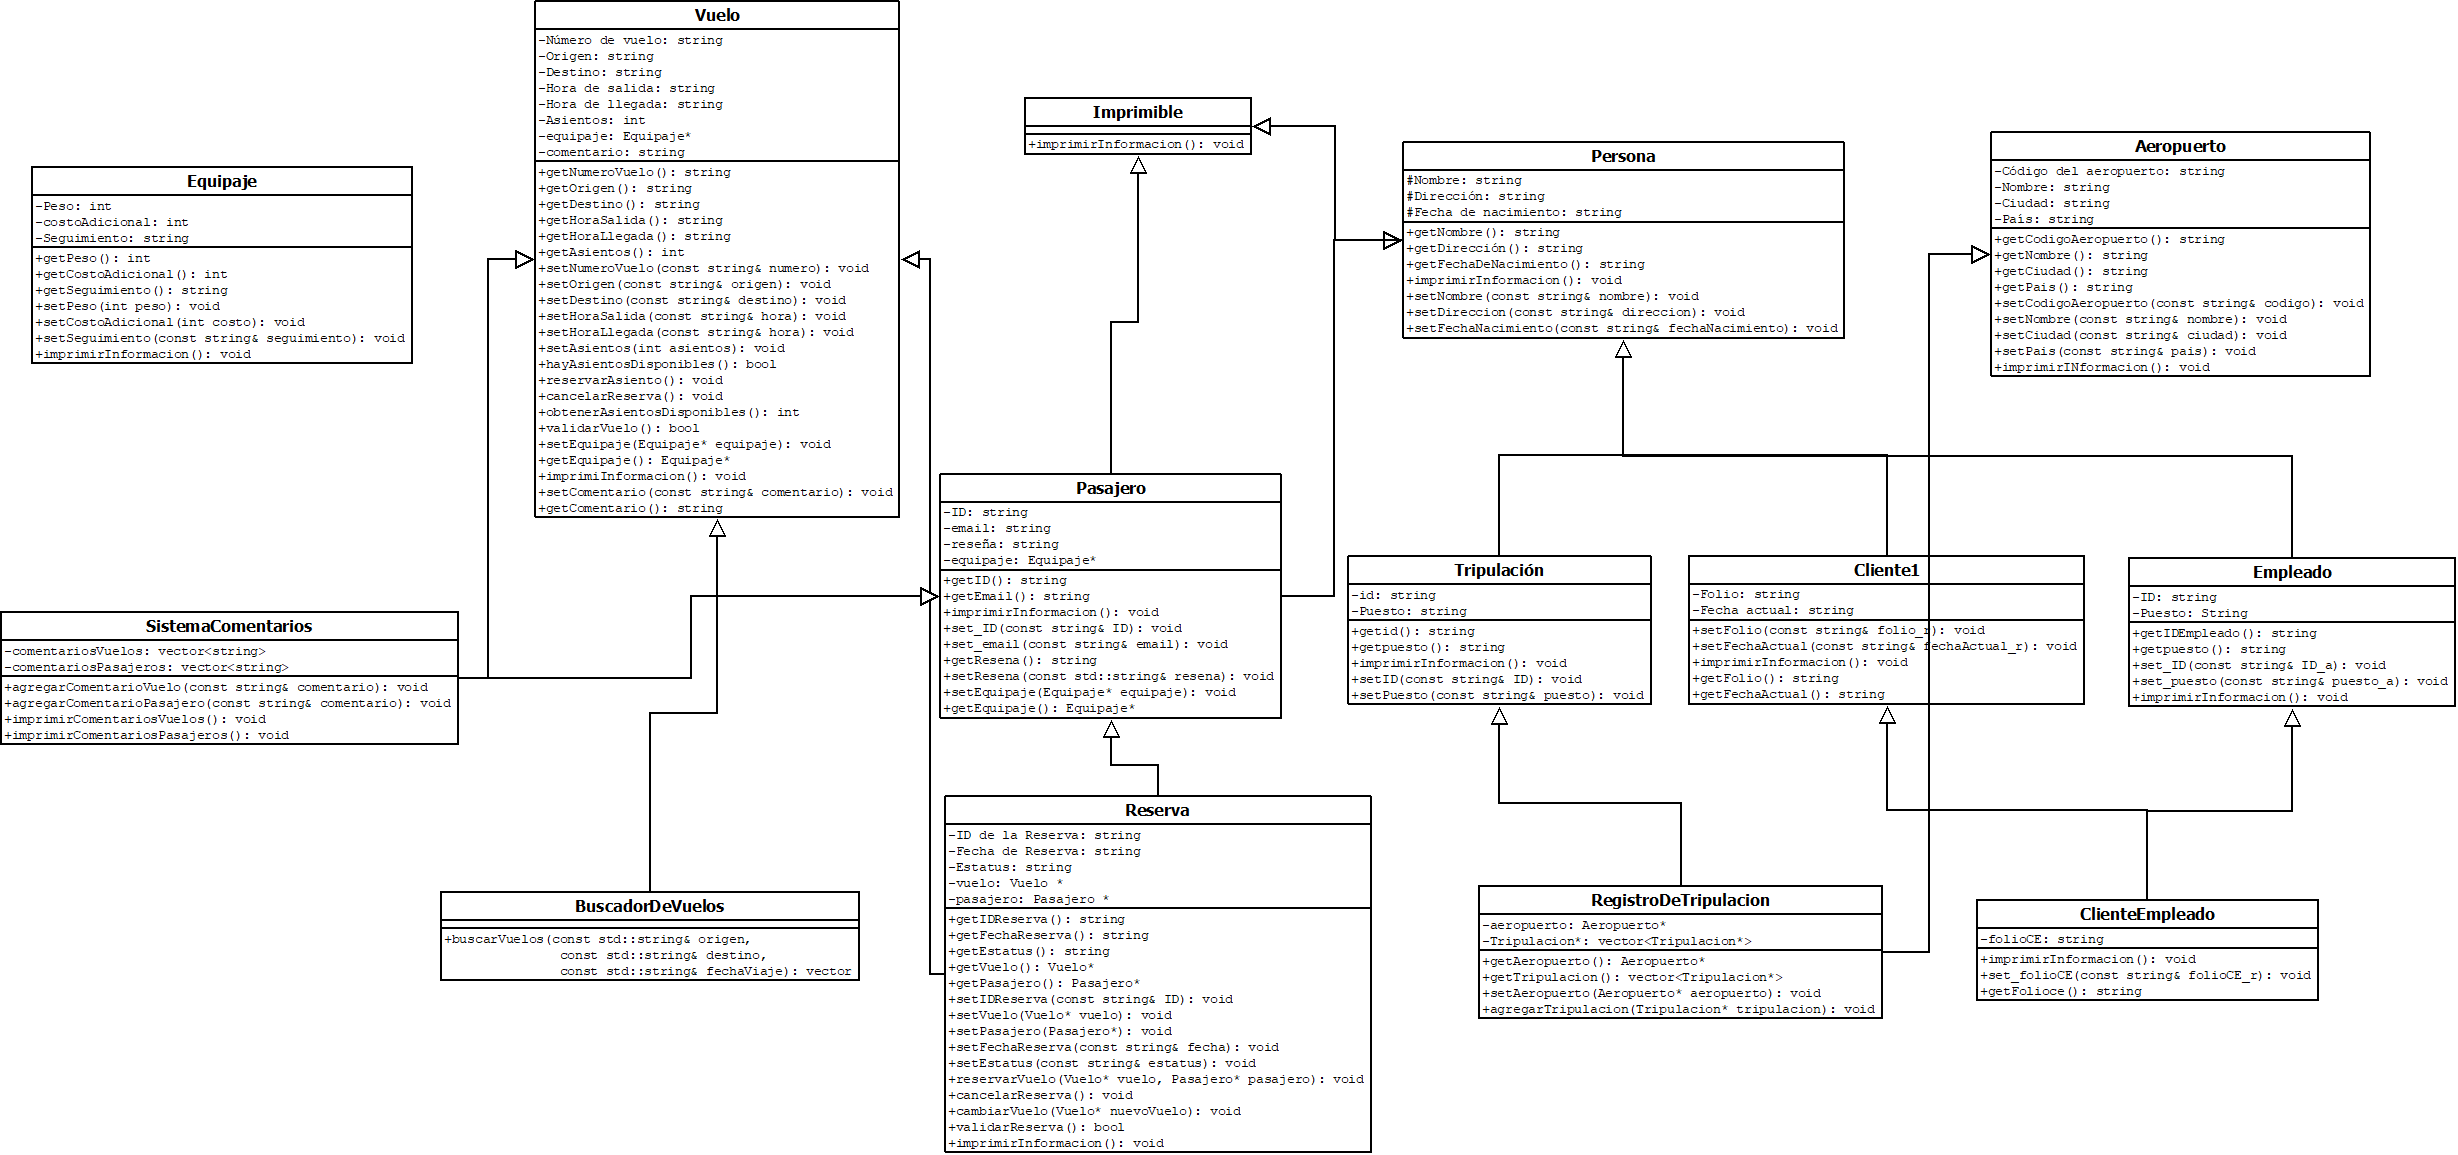 Vuelo
-Número de vuelo: string
-Origen: string
-Destino: string
-Hora de salida: string
-Hora de llegada: string
-Asientos: int
-equipaje: Equipaje*
-comentario: string
+getNumeroVuelo(): string
+getOrigen(): string
+getDestino(): string
+getHoraSalida(): string
+getHoraLlegada(): string
+getAsientos(): int
+setNumeroVuelo(const string& numero): void
+setOrigen(const string& origen): void
+setDestino(const string& destino): void
+setHoraSalida(const string& hora): void
+setHoraLlegada(const string& hora): void
+setAsientos(int asientos): void
+hayAsientosDisponibles(): bool
+reservarAsiento(): void
+cancelarReserva(): void
+obtenerAsientosDisponibles(): int
+validarVuelo(): bool
+setEquipaje(Equipaje* equipaje): void
+getEquipaje(): Equipaje*
+imprimiInformacion(): void
+setComentario(const string& comentario): void
+getComentario(): string
Imprimible
+imprimirInformacion(): void
Persona
#Nombre: string
#Dirección: string
#Fecha de nacimiento: string
+getNombre(): string
+getDirección(): string
+getFechaDeNacimiento(): string
+imprimirInformacion(): void
+setNombre(const string& nombre): void
+setDireccion(const string& direccion): void
+setFechaNacimiento(const string& fechaNacimiento): void
Aeropuerto
-Código del aeropuerto: string
-Nombre: string
-Ciudad: string
-País: string
+getCodigoAeropuerto(): string
+getNombre(): string
+getCiudad(): string
+getPais(): string
+setCodigoAeropuerto(const string& codigo): void
+setNombre(const string& nombre): void
+setCiudad(const string& ciudad): void
+setPais(const string& pais): void
+imprimirINformacion(): void
Equipaje
-Peso: int
-costoAdicional: int
-Seguimiento: string
+getPeso(): int
+getCostoAdicional(): int
+getSeguimiento(): string
+setPeso(int peso): void
+setCostoAdicional(int costo): void
+setSeguimiento(const string& seguimiento): void
+imprimirInformacion(): void
Pasajero
-ID: string
-email: string
-reseña: string
-equipaje: Equipaje*
+getID(): string
+getEmail(): string
+imprimirInformacion(): void
+set_ID(const string& ID): void
+set_email(const string& email): void
+getResena(): string
+setResena(const std::string& resena): void
+setEquipaje(Equipaje* equipaje): void
+getEquipaje(): Equipaje*
Tripulación
-id: string
-Puesto: string
+getid(): string
+getpuesto(): string
+imprimirInformacion(): void
+setID(const string& ID): void
+setPuesto(const string& puesto): void
Cliente1
-Folio: string
-Fecha actual: string
+setFolio(const string& folio_r): void
+setFechaActual(const string& fechaActual_r): void
+imprimirInformacion(): void
+getFolio(): string
+getFechaActual(): string
Empleado
-ID: string
-Puesto: String
+getIDEmpleado(): string
+getpuesto(): string
+set_ID(const string& ID_a): void
+set_puesto(const string& puesto_a): void
+imprimirInformacion(): void
SistemaComentarios
-comentariosVuelos: vector<string>
-comentariosPasajeros: vector<string>
+agregarComentarioVuelo(const string& comentario): void
+agregarComentarioPasajero(const string& comentario): void
+imprimirComentariosVuelos(): void
+imprimirComentariosPasajeros(): void
Reserva
-ID de la Reserva: string
-Fecha de Reserva: string
-Estatus: string
-vuelo: Vuelo *
-pasajero: Pasajero *
+getIDReserva(): string
+getFechaReserva(): string
+getEstatus(): string
+getVuelo(): Vuelo*
+getPasajero(): Pasajero*
+setIDReserva(const string& ID): void
+setVuelo(Vuelo* vuelo): void
+setPasajero(Pasajero*): void
+setFechaReserva(const string& fecha): void
+setEstatus(const string& estatus): void
+reservarVuelo(Vuelo* vuelo, Pasajero* pasajero): void
+cancelarReserva(): void
+cambiarVuelo(Vuelo* nuevoVuelo): void
+validarReserva(): bool
+imprimirInformacion(): void
BuscadorDeVuelos
+buscarVuelos(const std::string& origen,
const std::string& destino,
const std::string& fechaViaje): vector
RegistroDeTripulacion
-aeropuerto: Aeropuerto*
-Tripulacion*: vector<Tripulacion*>
+getAeropuerto(): Aeropuerto*
+getTripulacion(): vector<Tripulacion*>
+setAeropuerto(Aeropuerto* aeropuerto): void
+agregarTripulacion(Tripulacion* tripulacion): void
ClienteEmpleado
-folioCE: string
+imprimirInformacion(): void
+set_folioCE(const string& folioCE_r): void
+getFolioce(): string